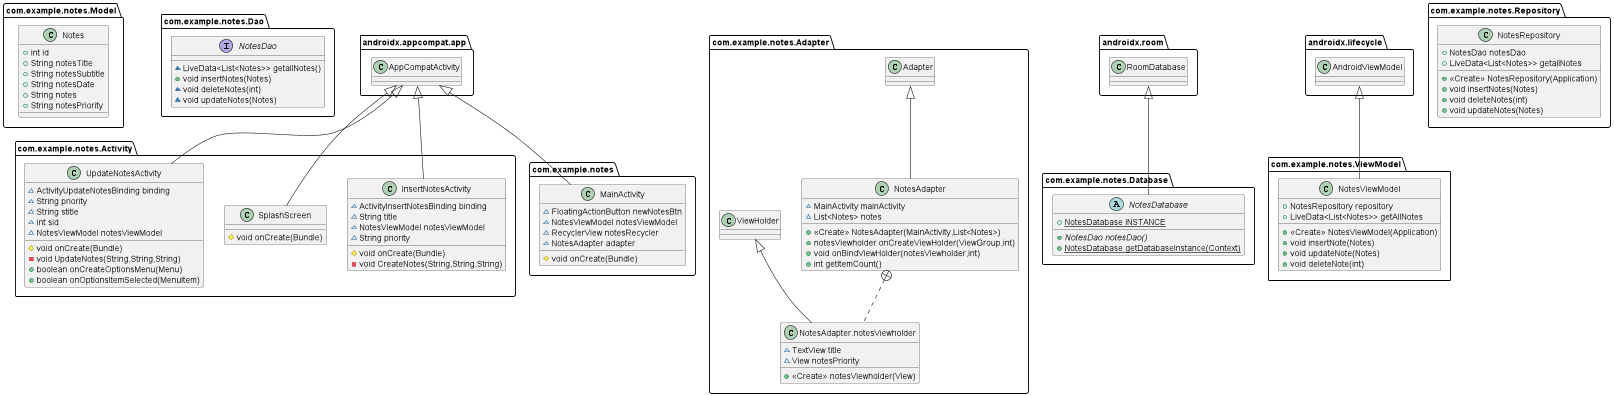 com.example.notes.Model
C Notes
int id
String notesTitle
String notesSubtitle
String notesDate
String notes
String notesPriority
com.example.notes.Dao
I NotesDao
LiveData<List<Notes>> getallNotes()
void insertNotes(Notes)
void deleteNotes(int)
void updateNotes(Notes)
androidx.appcompat.app
C AppCompatActivity
com.example.notes.Adapter
C Adapter
androidx.room
C RoomDatabase
androidx.lifecycle
C AndroidViewModel
com.example.notes.Repository
C NotesRepository
NotesDao notesDao
LiveData<List<Notes>> getallNotes
«Create» NotesRepository(Application)
void insertNotes(Notes)
void deleteNotes(int)
void updateNotes(Notes)
com.example.notes.Activity
C UpdateNotesActivity
ActivityUpdateNotesBinding binding
String priority
String stitle
int sid
NotesViewModel notesViewModel
void onCreate(Bundle)
void UpdateNotes(String,String,String)
boolean onCreateOptionsMenu(Menu)
boolean onOptionsItemSelected(MenuItem)
C SplashScreen
void onCreate(Bundle)
C InsertNotesActivity
ActivityInsertNotesBinding binding
String title
NotesViewModel notesViewModel
String priority
void onCreate(Bundle)
void CreateNotes(String,String,String)
com.example.notes
C MainActivity
FloatingActionButton newNotesBtn
NotesViewModel notesViewModel
RecyclerView notesRecycler
NotesAdapter adapter
void onCreate(Bundle)
C ViewHolder
C NotesAdapter
MainActivity mainActivity
List<Notes> notes
«Create» NotesAdapter(MainActivity,List<Notes>)
notesViewholder onCreateViewHolder(ViewGroup,int)
void onBindViewHolder(notesViewholder,int)
int getItemCount()
C NotesAdapter.notesViewholder
TextView title
View notesPriority
«Create» notesViewholder(View)
com.example.notes.Database
A NotesDatabase
NotesDatabase INSTANCE
NotesDao notesDao()
NotesDatabase getDatabaseInstance(Context)
com.example.notes.ViewModel
C NotesViewModel
NotesRepository repository
LiveData<List<Notes>> getAllNotes
«Create» NotesViewModel(Application)
void insertNote(Notes)
void updateNote(Notes)
void deleteNote(int)